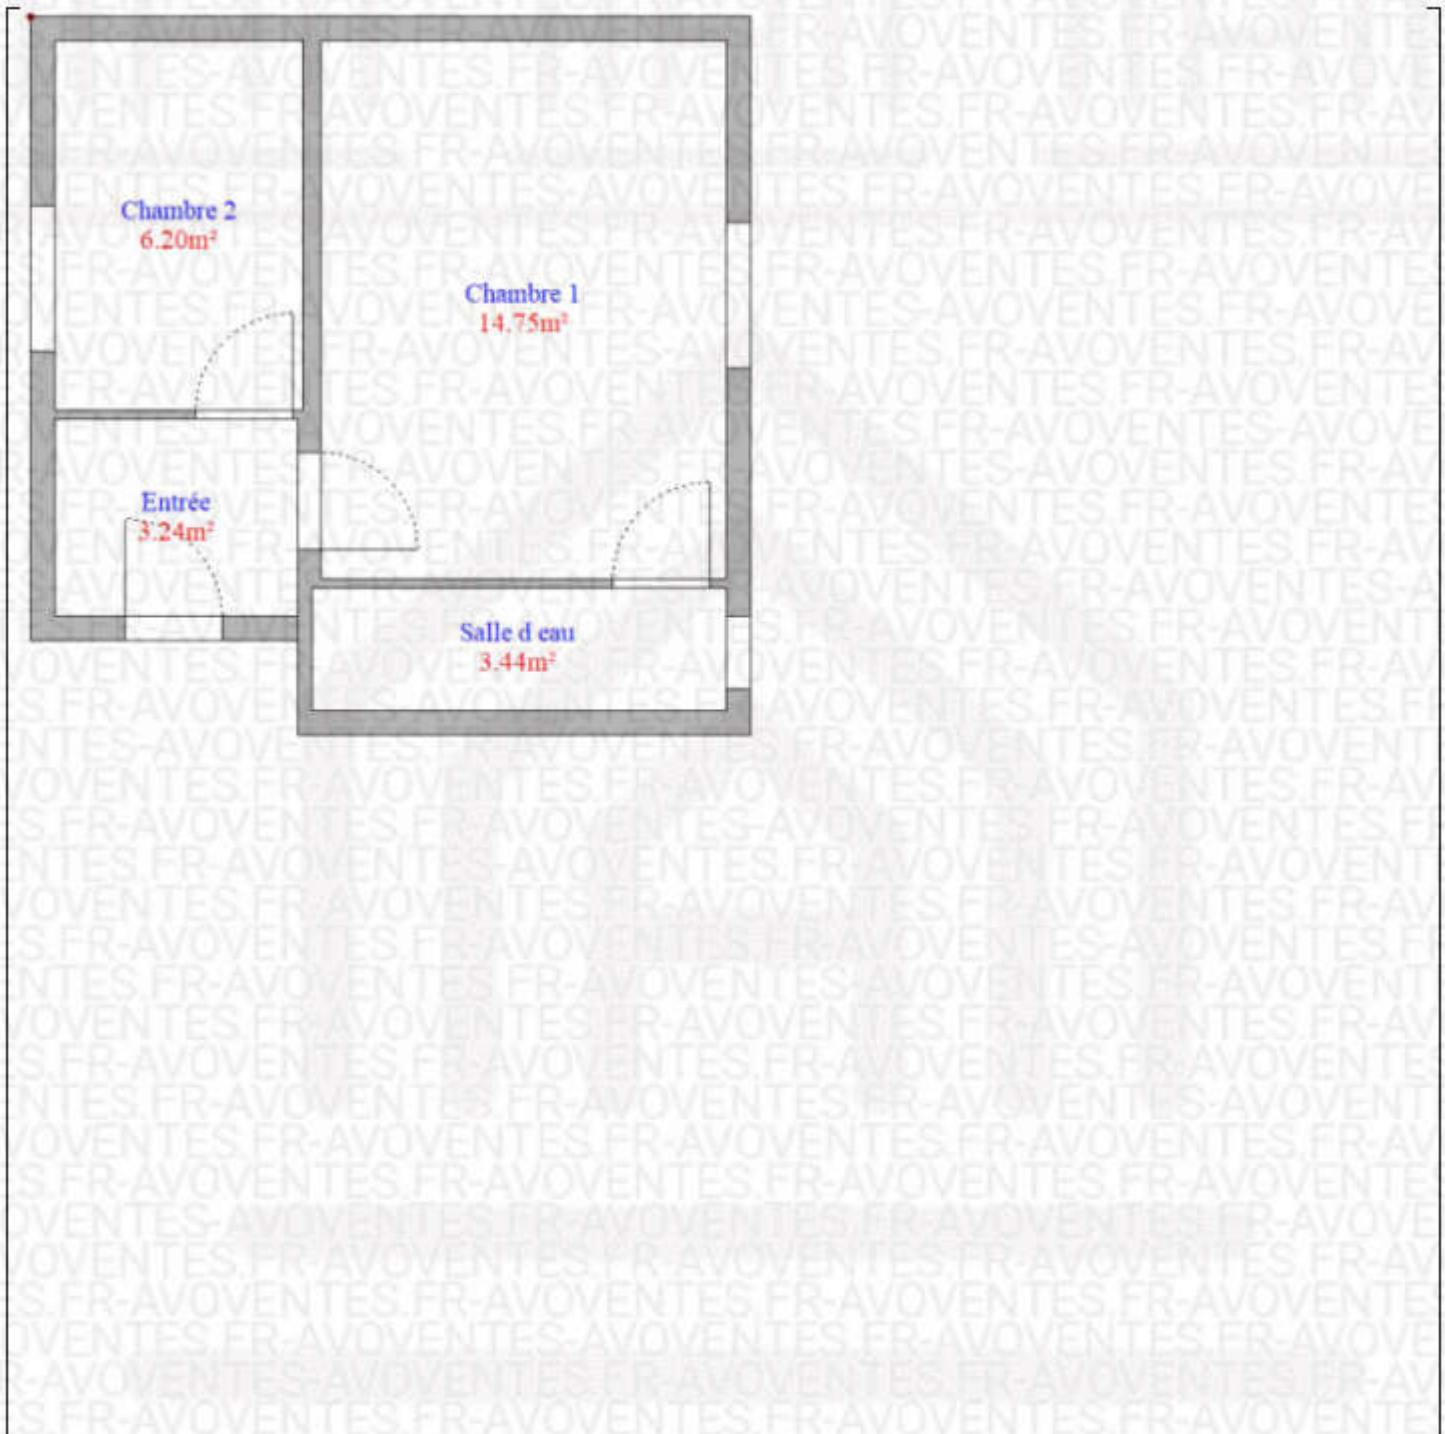 Chambre 2
6.20m²
Chambre 1
14.75m²
Entrée
3.24m²
Salle d eau
3.44m²